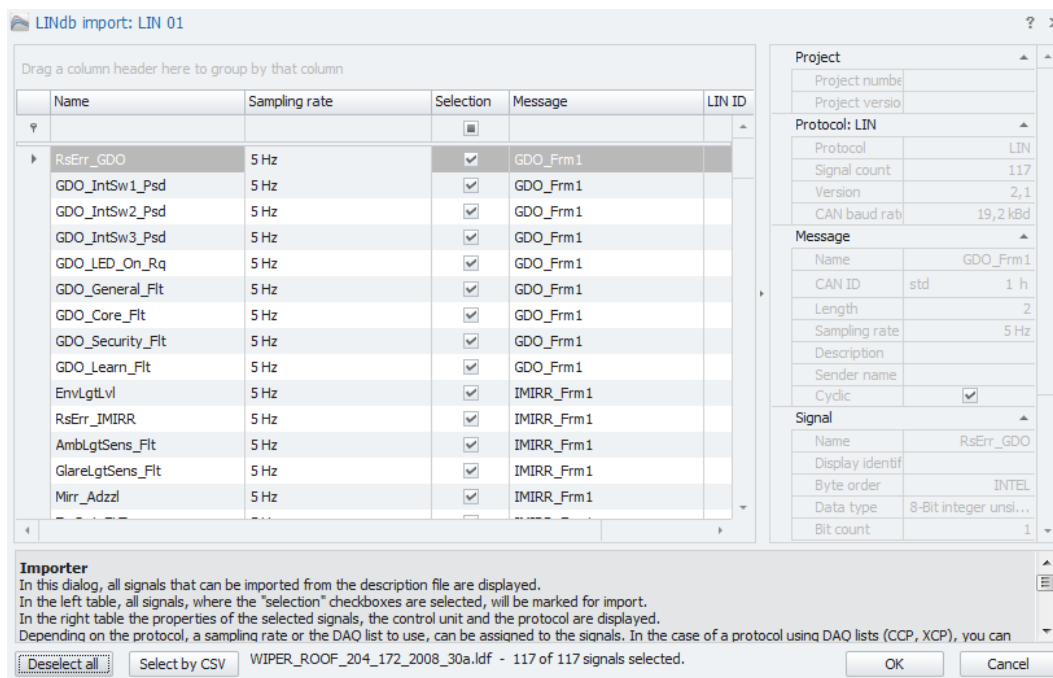 LINdb import: LIN 01
?
Drag a column header here to group by that column
Name Sampling rate Selection Message LIN ID
RsErr_GDO 5 Hz GDO_Frm1
GDO_IntSw1_Psd 5 Hz GDO_Frm1
GDO_IntSw2_Psd 5 Hz GDO_Frm1
GDO_IntSw3_Psd 5 Hz GDO_Frm1
GDO_LED_On_Rq 5 Hz GDO_Frm1
GDO_General_Flt 5 Hz GDO_Frm1
GDO_Core_Flt 5 Hz GDO_Frm1
GDO_Security_Flt 5 Hz GDO_Frm1
GDO_Learn_Flt 5 Hz GDO_Frm1
EnvLgtLvl 5 Hz IMIRR_Frm1
RsErr_IMIRR 5 Hz IMIRR_Frm1
AmbLgtSens_Flt 5 Hz IMIRR_Frm1
GlareLgtSens_Flt 5 Hz IMIRR_Frm1
Mirr_Adzzl 5 Hz IMIRR_Frm1
Project
Project numbe
Project versio
Protocol: LIN
Protocol LIN
Signal count 117
Version 2,1
CAN baud rat 19,2 kBd
Message
Name GDO_Frm1
CAN ID std 1 h
Length 2
Sampling rate 5 Hz
Description
Sender name
Cyclic
Signal
Name RsErr_GDO
Display identif
Byte order INTEL
Data type 8-Bit integer unsi...
Bit count 1
Importer
In this dialog, all signals that can be imported from the description file are displayed.
In the left table, all signals, where the "selection" checkboxes are selected, will be marked for import.
In the right table the properties of the selected signals, the control unit and the protocol are displayed.
Depending on the protocol, a sampling rate or the DAQ list to use, can be assigned to the signals. In the case of a protocol using DAQ lists (CCP, XCP), you can
Deselect all Select by CSV WIPER_ROOF_204_172_2008_30a.ldf - 117 of 117 signals selected. OK Cancel